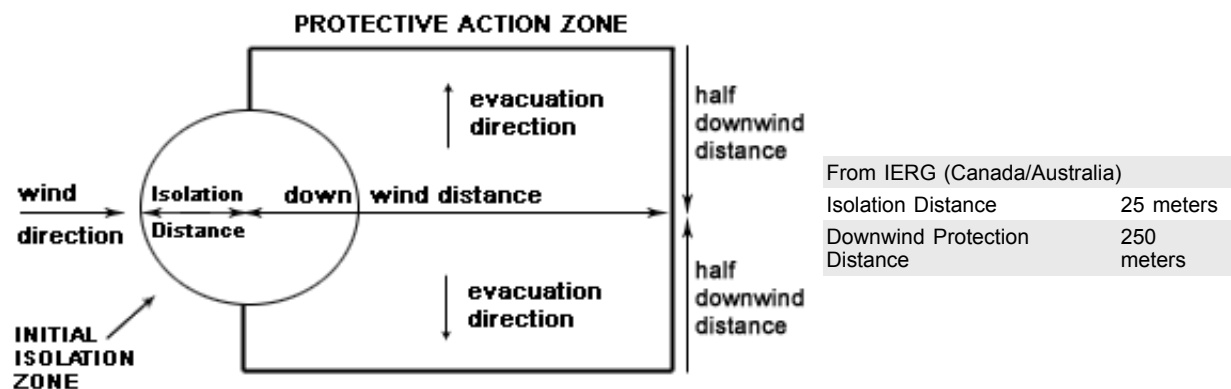 PROTECTIVE ACTION ZONE
evacuation
direction
half
downwind
distance
wind
direction
Isolation
Distance
down wind distance
evacuation
direction
half
downwind
distance
INITIAL
ISOLATION
ZONE
From IERG (Canada/Australia)
Isolation Distance 25 meters
Downwind Protection 250
Distance meters